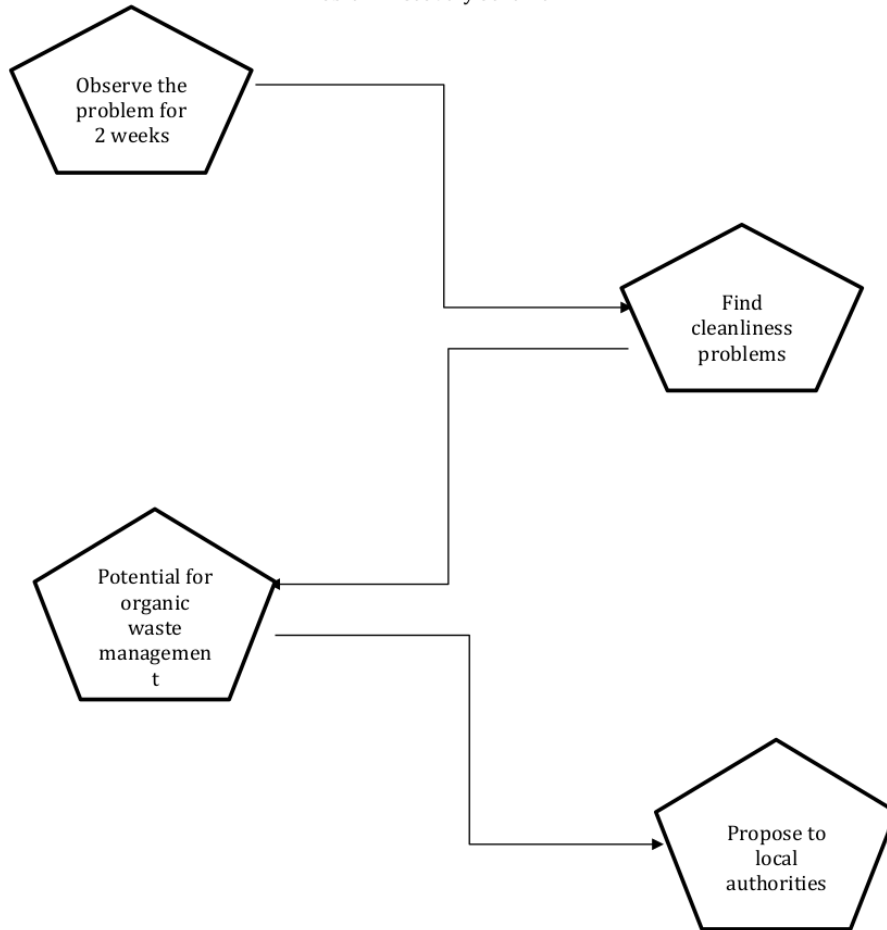 Observe the
problem for
2 weeks
Find
cleanliness
problems
Potential for
organic
waste
managemen
t
Propose to
local
authorities